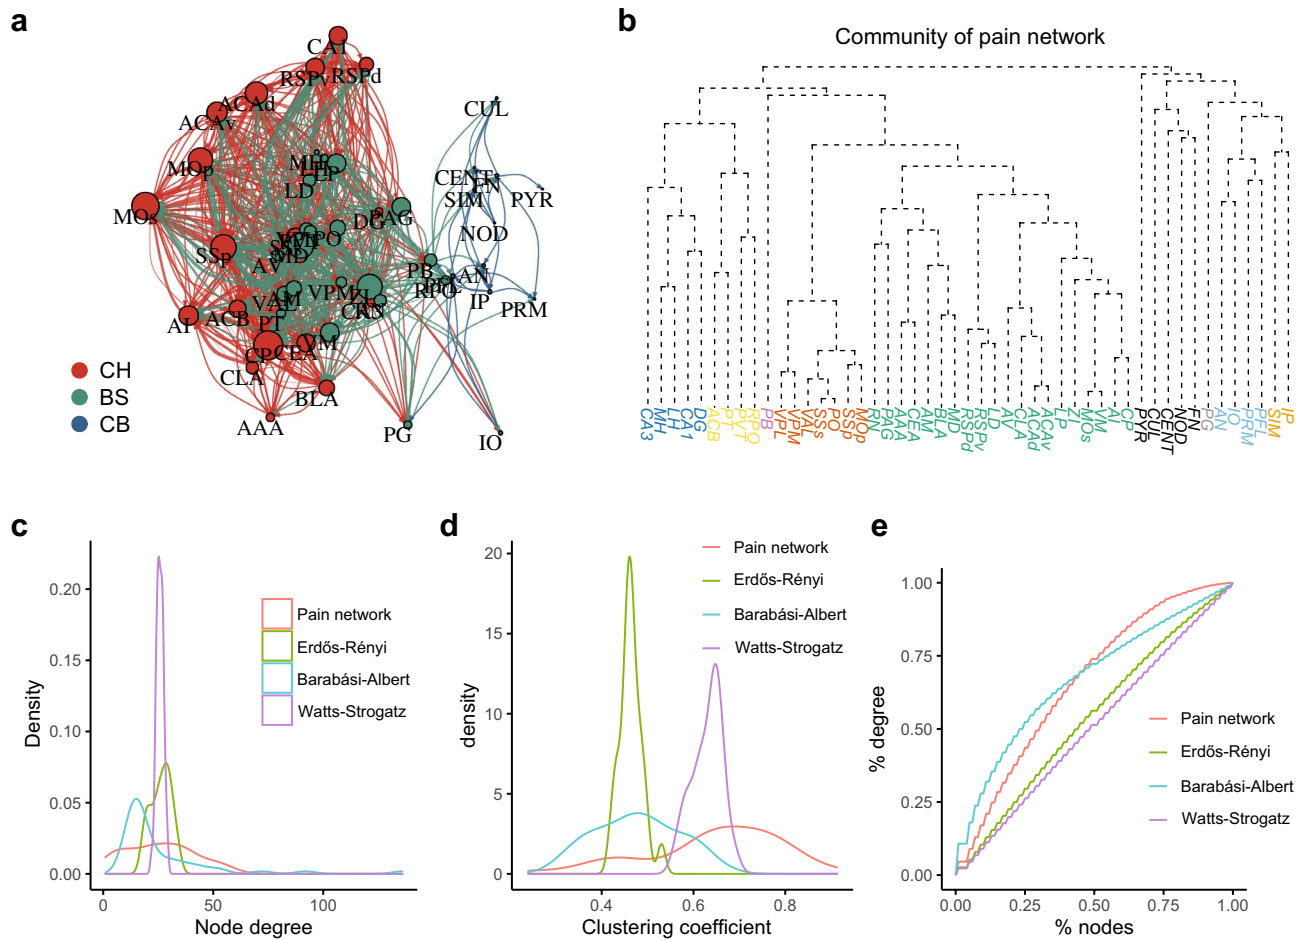 a
CA1
RSPv
RSPd
ACAd
ACAv
MOp
MOs
LD
DG
PAG
SSp
AV
MD
VPM
ZI
PB
AI
ACB
PT
CP
CEA
VM
CLA
BLA
AAA
PG
IO
CUL
CENT
FN
SIM
PYR
NOD
AN
IP
PRM
CH
BS
CB
b
Community of pain network
CA3
MH
LH
CA1
DG
ACB
PT
PVT
RPO
PB
VPL
VPM
VAL
SSs
PO
SSp
MOp
RN
PAG
AAA
CEA
AM
BLA
MD
RSPd
RSPv
LD
AV
CLA
ACAd
ACAv
LP
ZI
MOs
VM
AI
CP
PYR
CUL
CENT
NOD
FN
PG
AN
IO
PRM
PFL
SIM
IP
c
Density
0.20
0.15
0.10
0.05
0.00
0
50
100
Node degree
Pain network
Erdős-Rényi
Barabási-Albert
Watts-Strogatz
d
density
20
15
10
5
0
0.4
0.6
0.8
Clustering coefficient
Pain network
Erdős-Rényi
Barabási-Albert
Watts-Strogatz
e
% degree
1.00
0.75
0.50
0.25
0.00
0.00
0.25
0.50
0.75
1.00
% nodes
Pain network
Erdős-Rényi
Barabási-Albert
Watts-Strogatz